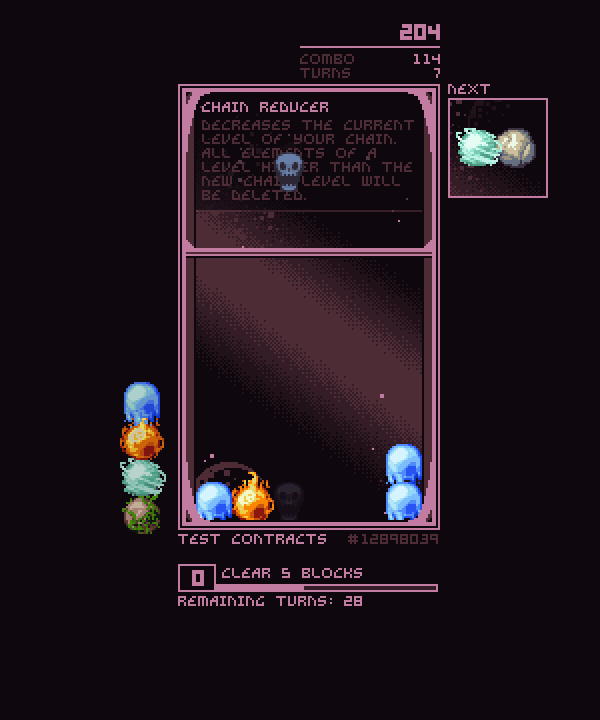 204
COMBO 114
TURNS 7
NEXT
CHAIN REDUCER
DECREASES THE CURRENT
LEVEL OF YOUR CHAIN.
ALL ELEMENTS OF A
LEVEL HIGHER THAN THE
NEW CHAIN LEVEL WILL
BE DELETED.
TEST CONTRACTS #12898039
0 CLEAR 5 BLOCKS
REMAINING TURNS: 28